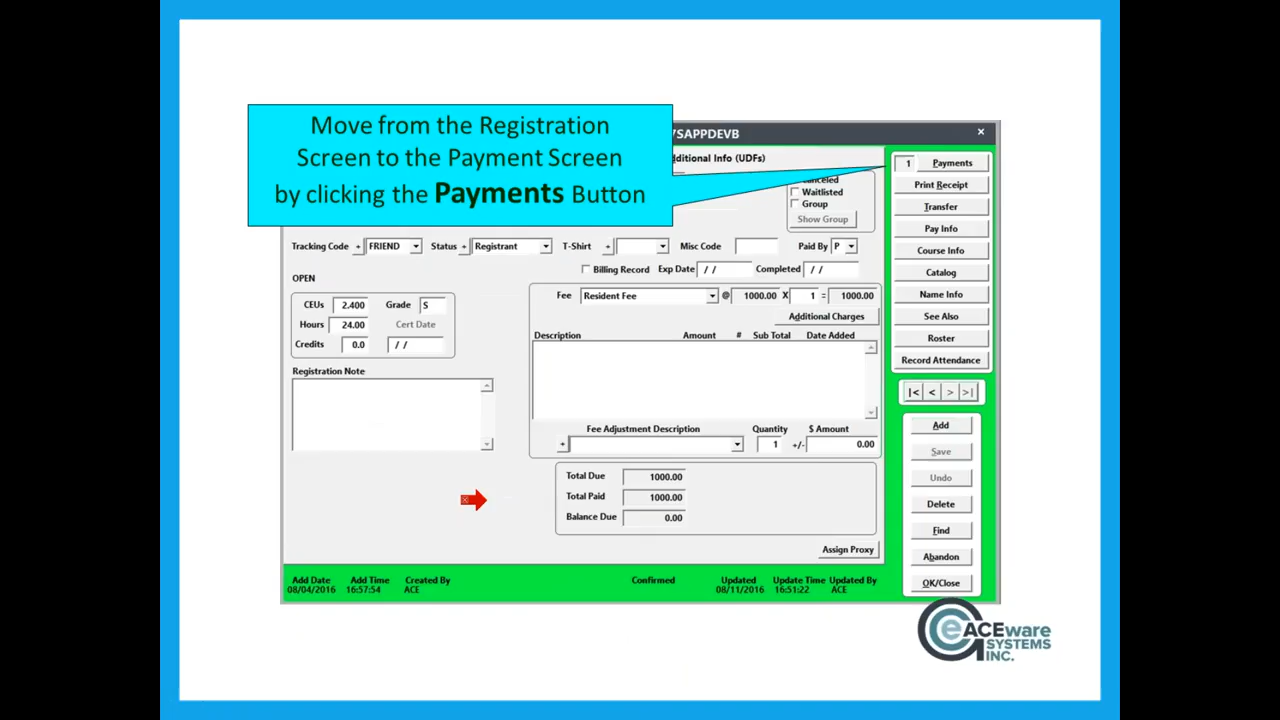 Move from the Registration
Screen to the Payment Screen
by clicking the Payments Button
7SAPPDEVB
×
dditional Info (UDFs)
Waitlisted
Group
Show Group
Tracking Code + FRIEND Status + Registrant T-Shirt + Misc Code Paid By P
Billing Record Exp Date / / Completed / /
OPEN
CEUs 2.400 Grade S
Hours 24.00 Cert Date
Credits 0.0 / /
Registration Note
Fee Resident Fee @ 1000.00 X 1 = 1000.00
Additional Charges
Description Amount # Sub Total Date Added
Fee Adjustment Description Quantity $ Amount
+ 1 +/- 0.00
Total Due 1000.00
Total Paid 1000.00
Balance Due 0.00
Assign Proxy
1 Payments
Print Receipt
Transfer
Pay Info
Course Info
Catalog
Name Info
See Also
Roster
Record Attendance
|< < > >|
Add
Save
Undo
Delete
Find
Abandon
OK/Close
Add Date Add Time Created By Confirmed Updated Update Time Updated By
08/04/2016 16:57:54 ACE 08/11/2016 16:51:22 ACE
e ACEware
SYSTEMS
INC.